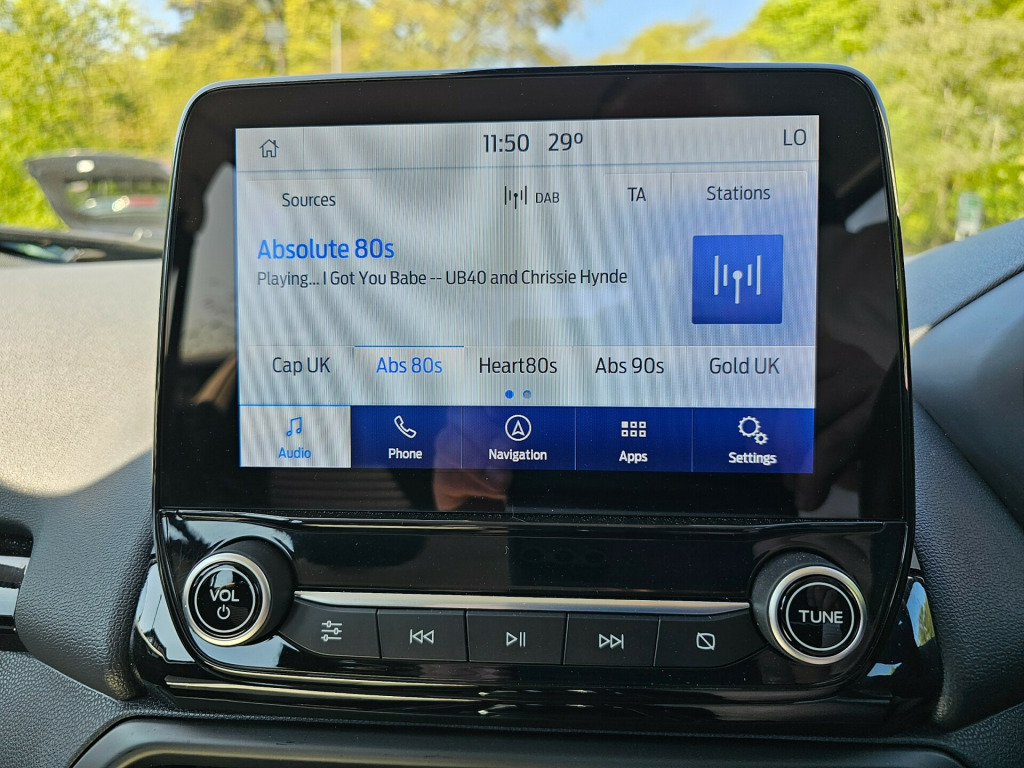 11:50 29º LO
Sources DAB TA Stations
Absolute 80s
Playing... I Got You Babe -- UB40 and Chrissie Hynde
Cap UK Abs 80s Heart80s Abs 90s Gold UK
Audio Phone Navigation Apps Settings
VOL TUNE